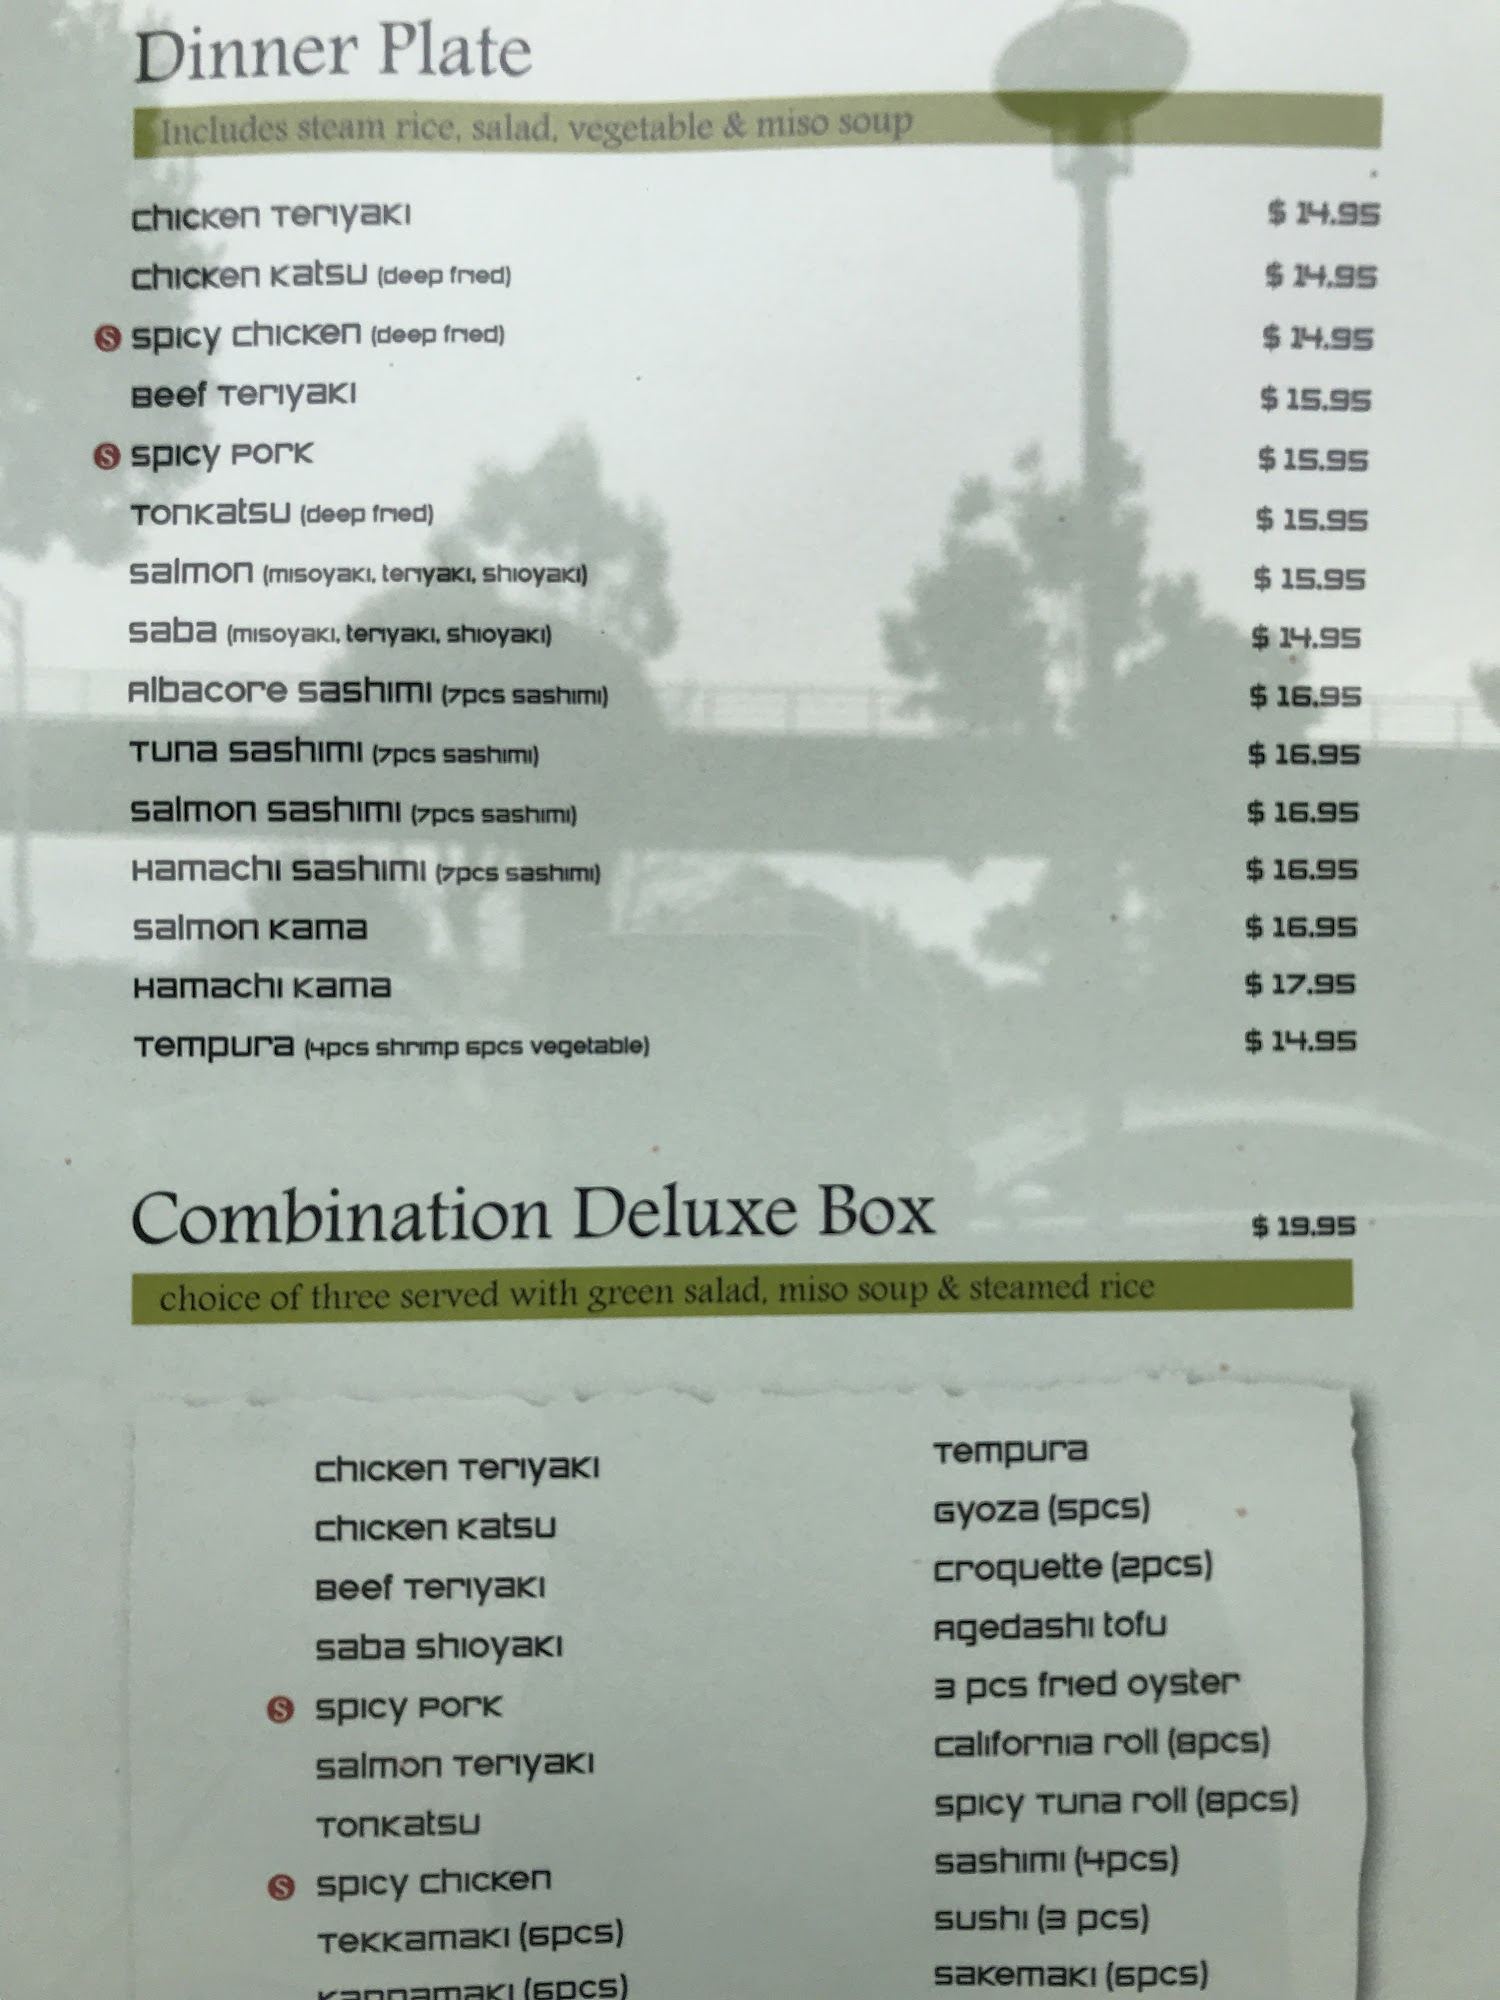 Dinner Plate
Includes steam rice, salad, vegetable & miso soup
Chicken Teriyaki $ 14.95
Chicken Katsu (deep fried) $ 14.95
S Spicy Chicken (deep fried) $ 14.95
Beef Teriyaki $ 15.95
S Spicy Pork $ 15.95
Tonkatsu (deep fried) $ 15.95
Salmon (misoyaki, teriyaki, shioyaki) $ 15.95
Saba (misoyaki, teriyaki, shioyaki) $ 14.95
Albacore Sashimi (7pcs sashimi) $ 16.95
Tuna Sashimi (7pcs sashimi) $ 16.95
Salmon Sashimi (7pcs sashimi) $ 16.95
Hamachi Sashimi (7pcs sashimi) $ 16.95
Salmon Kama $ 16.95
Hamachi Kama $ 17.95
Tempura (4pcs shrimp 6pcs vegetable) $ 14.95
Combination Deluxe Box $ 19.95
choice of three served with green salad, miso soup & steamed rice
Chicken Teriyaki
Chicken Katsu
Beef Teriyaki
Saba Shioyaki
S Spicy Pork
Salmon Teriyaki
Tonkatsu
S Spicy Chicken
Tekkamaki (6pcs)
Kappamaki (6pcs)
Tempura
Gyoza (5pcs)
Croquette (2pcs)
Agedashi tofu
3 pcs fried oyster
California roll (8pcs)
Spicy Tuna roll (8pcs)
Sashimi (4pcs)
Sushi (3 pcs)
Sakemaki (6pcs)